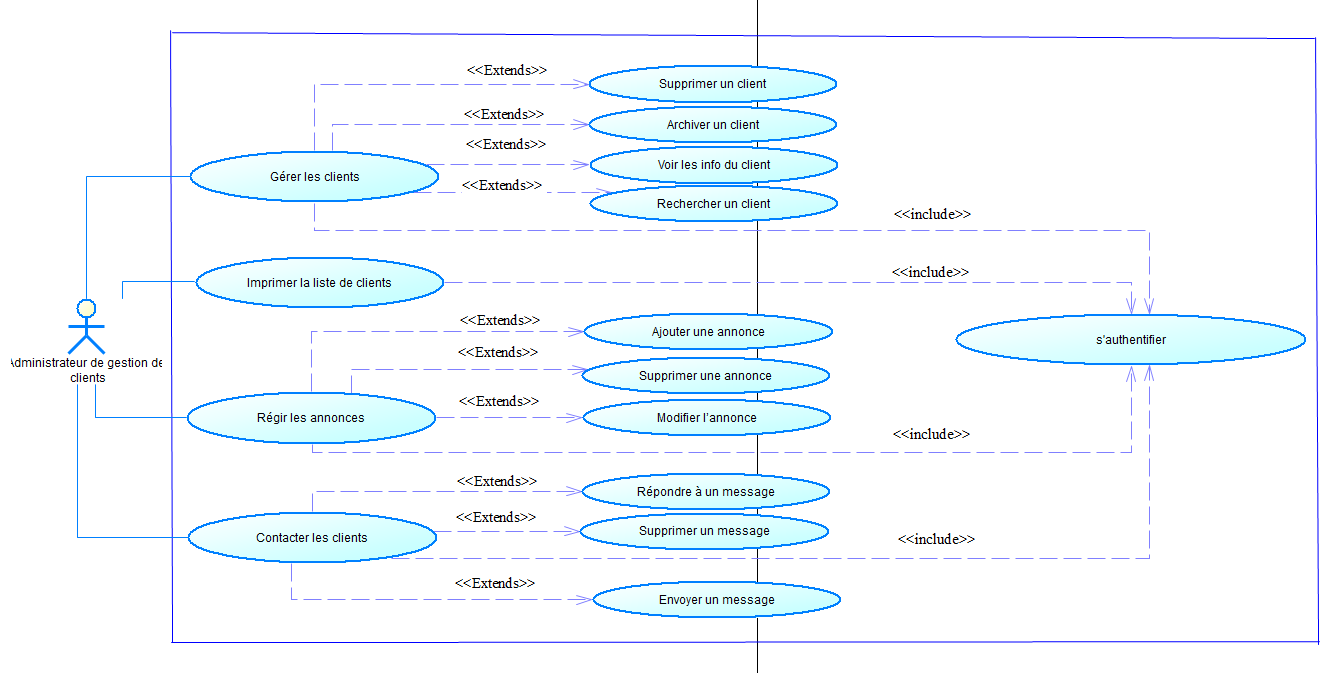 <<Extends>>
Supprimer un client
<<Extends>>
Archiver un client
<<Extends>>
Voir les info du client
Gérer les clients
<<Extends>>
Rechercher un client
<<include>>
Imprimer la liste de clients
<<include>>
<<Extends>>
Ajouter une annonce
s'authentifier
<<Extends>>
Administrateur de gestion de
clients
Supprimer une annonce
<<Extends>>
Régir les annonces
Modifier l'annonce
<<include>>
<<Extends>>
Répondre à un message
<<Extends>>
Contacter les clients
Supprimer un message
<<include>>
<<Extends>>
Envoyer un message